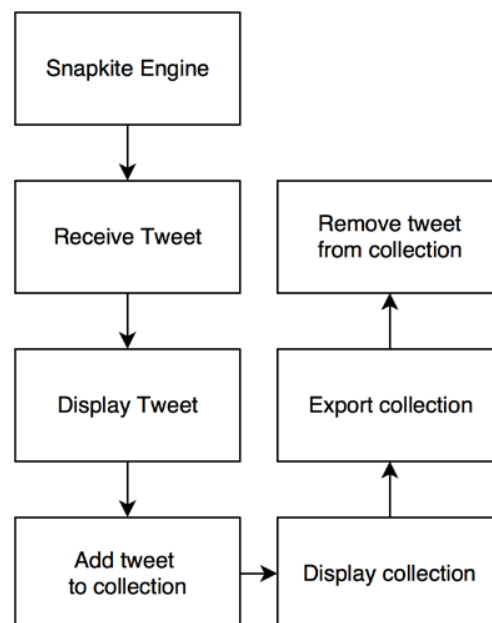 Snapkite Engine
Receive Tweet
Display Tweet
Add tweet
to collection
Display collection
Export collection
Remove tweet
from collection